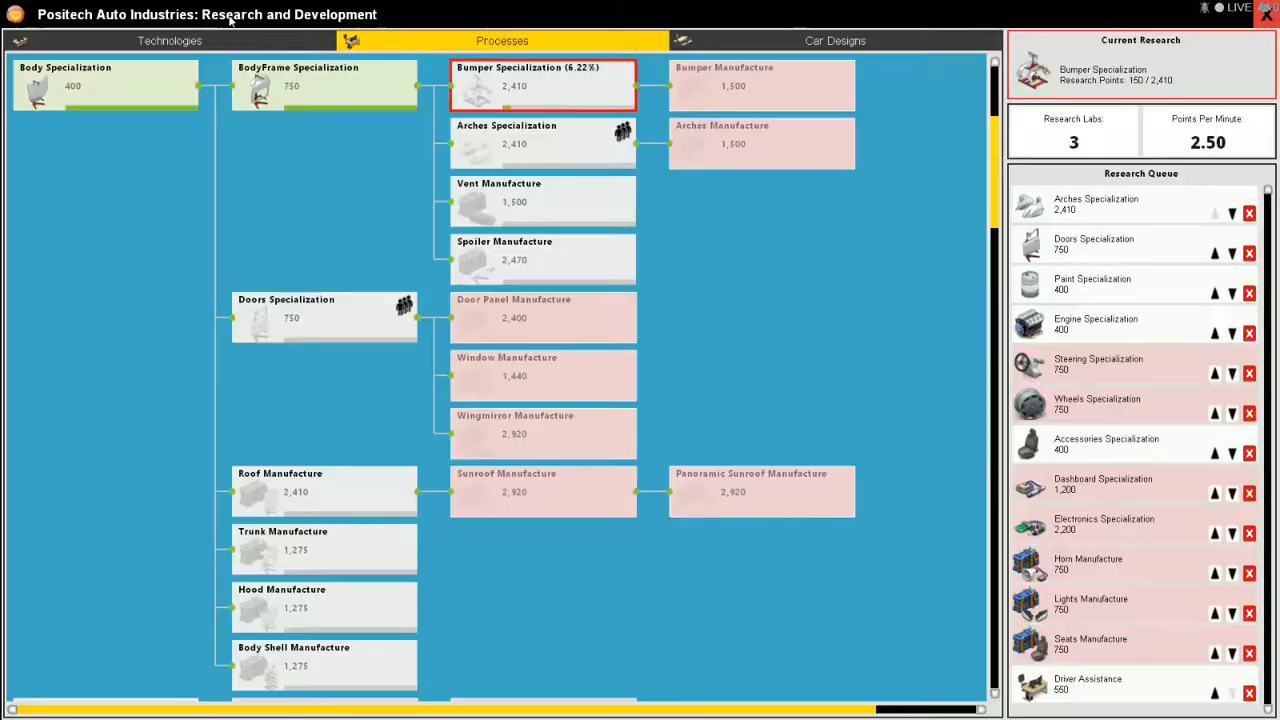 Positech Auto Industries: Research and Development
LIVE
Technologies
Processes
Car Designs
Body Specialization
400
BodyFrame Specialization
750
Bumper Specialization (6.22%)
2,410
Bumper Manufacture
1,500
Arches Specialization
2,410
Arches Manufacture
1,500
Vent Manufacture
1,500
Spoiler Manufacture
2,470
Doors Specialization
750
Door Panel Manufacture
2,400
Window Manufacture
1,440
Wingmirror Manufacture
2,920
Roof Manufacture
2,410
Sunroof Manufacture
2,920
Panoramic Sunroof Manufacture
2,920
Trunk Manufacture
1,275
Hood Manufacture
1,275
Body Shell Manufacture
1,275
Current Research
Bumper Specialization
Research Points: 150 / 2,410
Research Labs:
3
Points Per Minute:
2.50
Research Queue
Arches Specialization
2,410
Doors Specialization
750
Paint Specialization
400
Engine Specialization
400
Steering Specialization
750
Wheels Specialization
750
Accessories Specialization
400
Dashboard Specialization
1,200
Electronics Specialization
2,200
Horn Manufacture
750
Lights Manufacture
750
Seats Manufacture
750
Driver Assistance
550